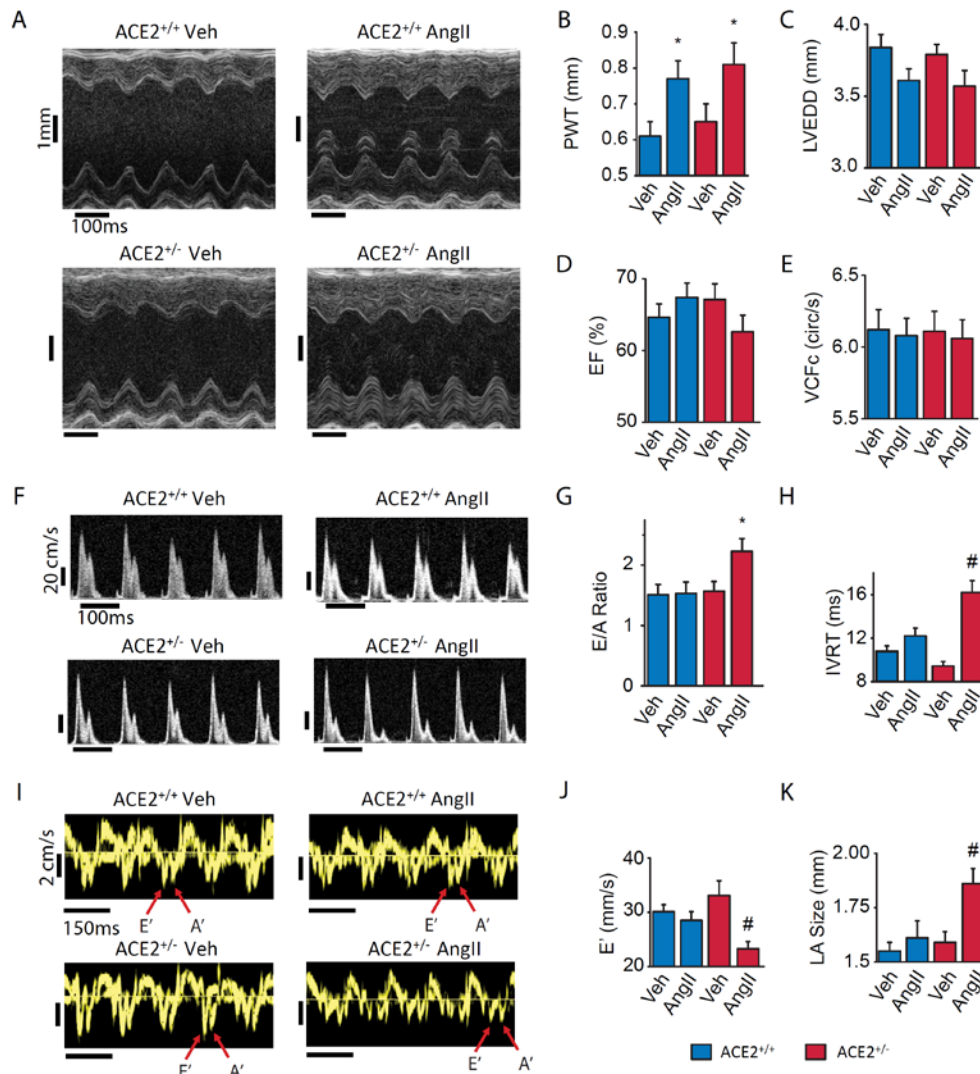 A
ACE2+/+ Veh
ACE2+/+ AngII
1mm
100ms
ACE2+/- Veh
ACE2+/- AngII
B
PWT (mm)
0.9
0.8
0.7
0.6
0.5
*
*
Veh
AngII
Veh
AngII
C
LVEDD (mm)
4.0
3.5
3.0
Veh
AngII
Veh
AngII
D
EF (%)
70
65
60
50
Veh
AngII
Veh
AngII
E
VCFc (circ/s)
6.5
6.0
5.5
Veh
AngII
Veh
AngII
F
ACE2+/+ Veh
ACE2+/+ AngII
20 cm/s
100ms
ACE2+/- Veh
ACE2+/- AngII
G
E/A Ratio
2
1
0
*
Veh
AngII
Veh
AngII
H
IVRT (ms)
16
12
8
#
Veh
AngII
Veh
AngII
I
ACE2+/+ Veh
ACE2+/+ AngII
2 cm/s
E' A'
E' A'
150ms
ACE2+/- Veh
ACE2+/- AngII
E' A'
E' A'
J
E' (mm/s)
40
30
20
#
Veh
AngII
Veh
AngII
K
LA Size (mm)
2.00
1.75
1.5
#
Veh
AngII
Veh
AngII
ACE2+/+
ACE2+/-